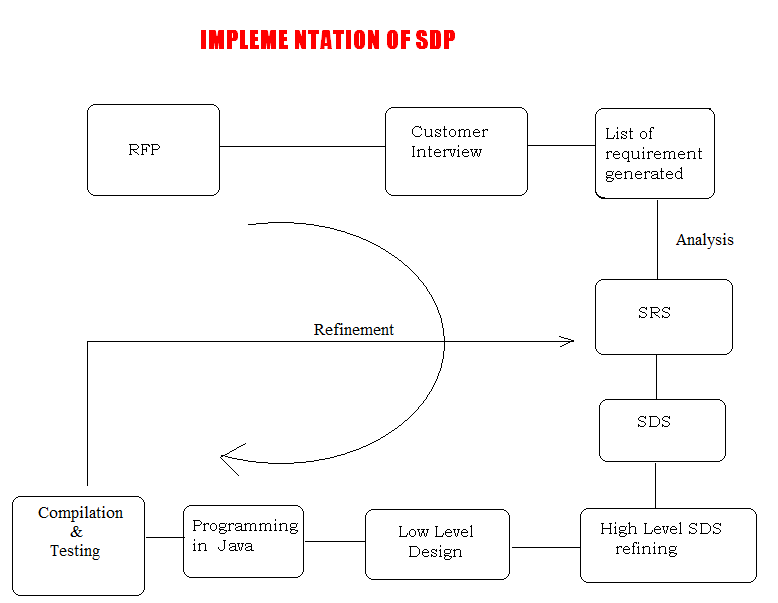 IMPLEME NTATION OF SDP
RFP
Customer
Interview
List of
requirement
generated
Analysis
SRS
Refinement
SDS
High Level SDS
refining
Low Level
Design
Programming
in Java
Compilation
&
Testing